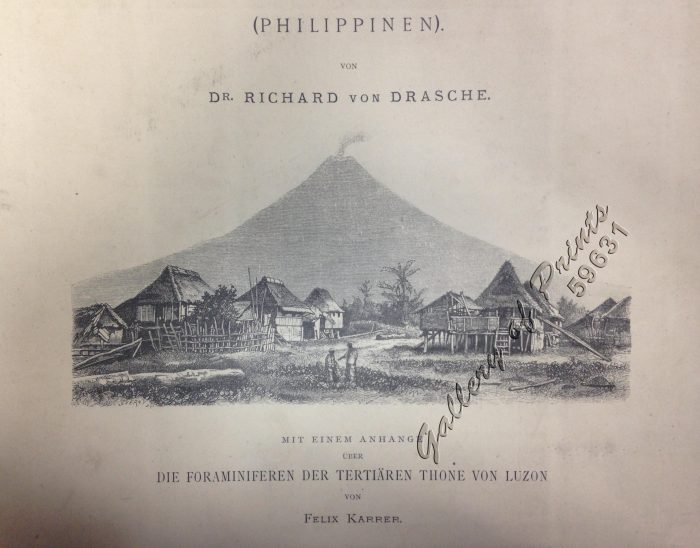 (PHILIPPINEN).
VON
DR. RICHARD VON DRASCHE.
Gallery of Prints
59631
MIT EINEM ANHANGE
ÜBER
DIE FORAMINIFEREN DER TERTIÄREN THONE VON LUZON
VON
FELIX KARRER.